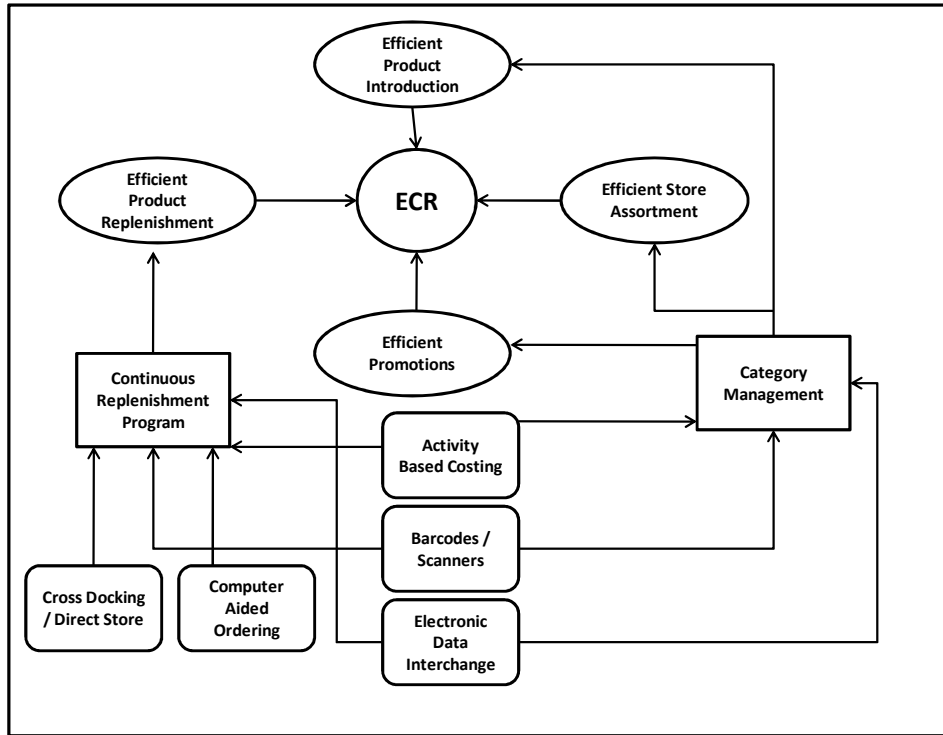 Efficient
Product
Introduction
Efficient
Product
Replenishment
ECR
Efficient Store
Assortment
Efficient
Promotions
Continuous
Replenishment
Program
Category
Management
Activity
Based Costing
Barcodes /
Scanners
Cross Docking
/ Direct Store
Computer
Aided
Ordering
Electronic
Data
Interchange